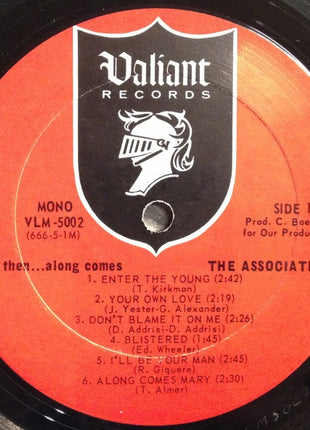 Valiant
RECORDS
MONO
VLM-5002
(666-5-1M)
SIDE
Prod. C. Boe
for Our Produ
then...along comes
THE ASSOCIAT
1. ENTER THE YOUNG (2:42)
(T. Kirkman)
2. YOUR OWN LOVE (2:19)
(J. Yester-G. Alexander)
3. DON'T BLAME IT ON ME (2:26)
(D. Addrisi-D. Addrisi)
4. BLISTERED (1:45)
(Ed. Wheeler)
5. I'LL BE YOUR MAN (2:45)
(R. Giguere)
6. ALONG COMES MARY (2:30)
(T. Almer)